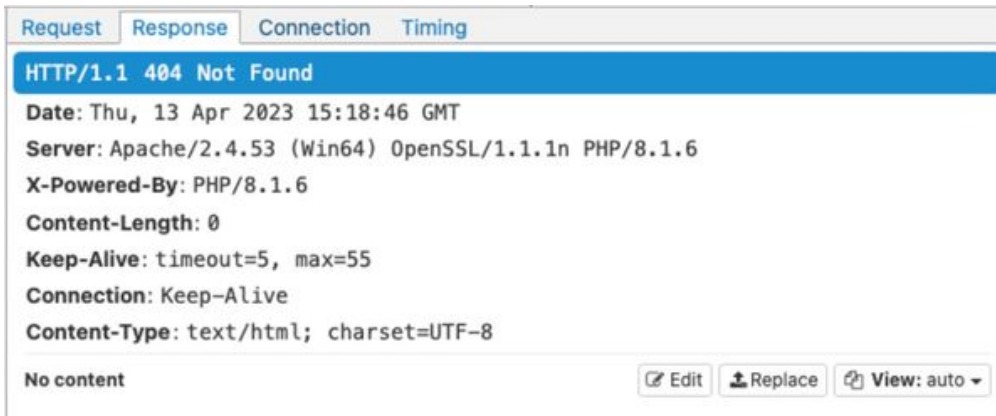 Request Response Connection Timing
HTTP/1.1 404 Not Found
Date: Thu, 13 Apr 2023 15:18:46 GMT
Server: Apache/2.4.53 (Win64) OpenSSL/1.1.1n PHP/8.1.6
X-Powered-By: PHP/8.1.6
Content-Length: 0
Keep-Alive: timeout=5, max=55
Connection: Keep-Alive
Content-Type: text/html; charset=UTF-8
No content Edit Replace View: auto